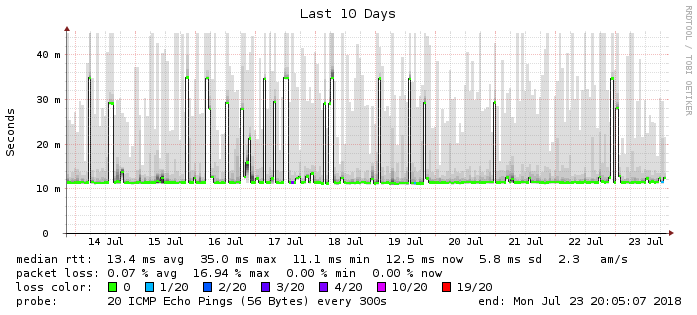 Last 10 Days
RRDTOOL / TOBI OETIKER
Seconds
40 m
30 m
20 m
10 m
0
14 Jul 15 Jul 16 Jul 17 Jul 18 Jul 19 Jul 20 Jul 21 Jul 22 Jul 23 Jul
median rtt: 13.4 ms avg 35.0 ms max 11.1 ms min 12.5 ms now 5.8 ms sd 2.3 am/s
packet loss: 0.07 % avg 16.94 % max 0.00 % min 0.00 % now
loss color: 0 1/20 2/20 3/20 4/20 10/20 19/20
probe: 20 ICMP Echo Pings (56 Bytes) every 300s end: Mon Jul 23 20:05:07 2018